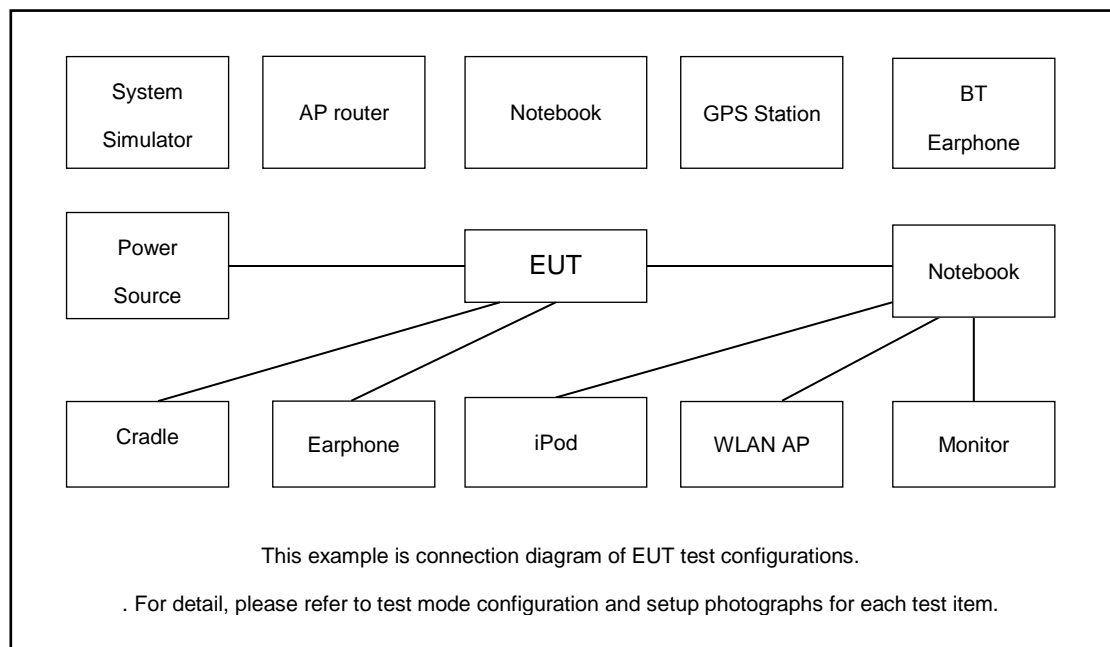 System
Simulator
AP router
Notebook
GPS Station
BT
Earphone
Power
Source
EUT
Notebook
Cradle
Earphone
iPod
WLAN AP
Monitor
This example is connection diagram of EUT test configurations.
. For detail, please refer to test mode configuration and setup photographs for each test item.